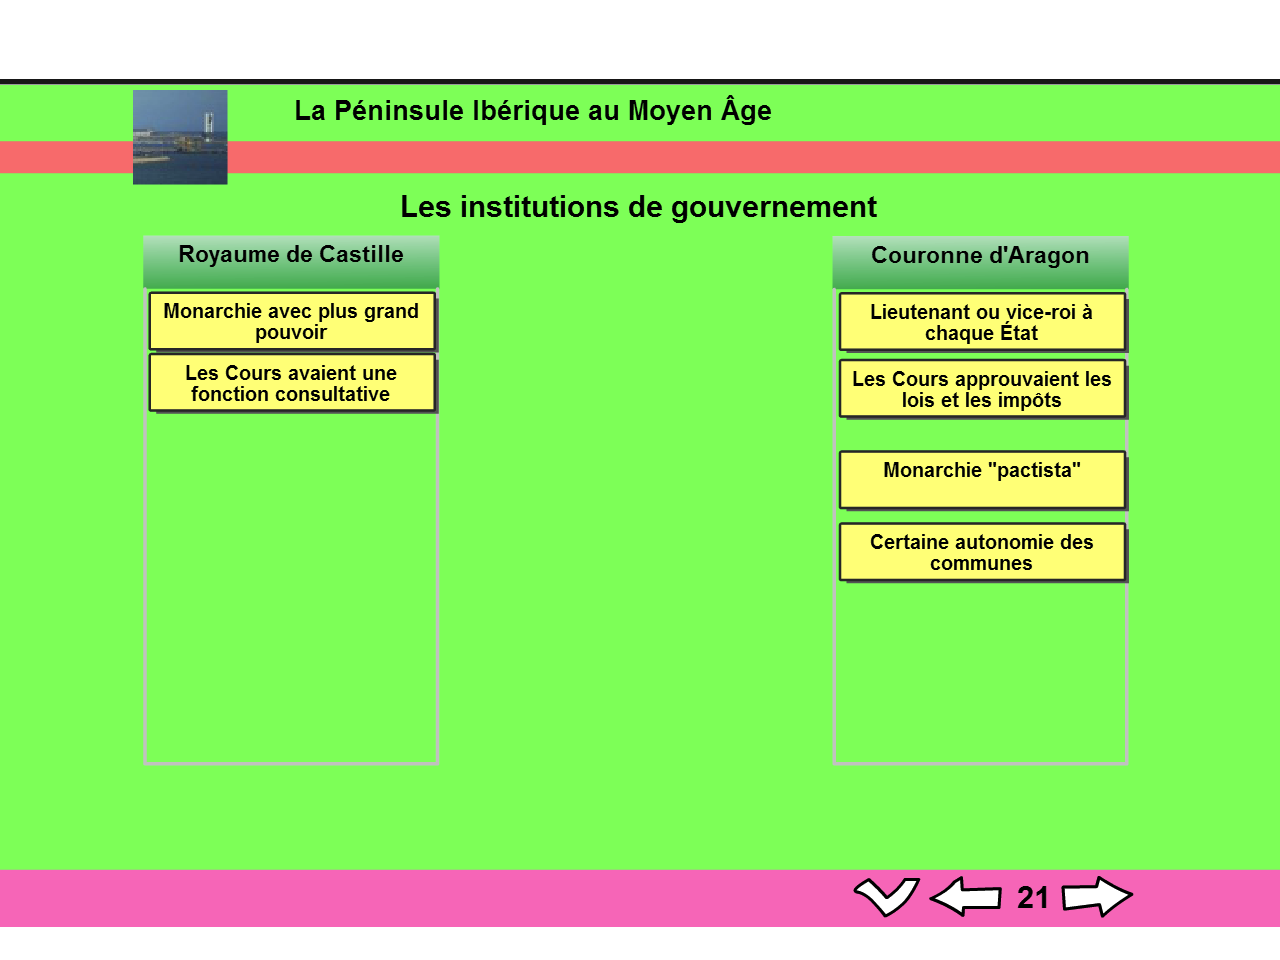 La Péninsule Ibérique au Moyen Âge
Les institutions de gouvernement
Royaume de Castille
Monarchie avec plus grand
pouvoir
Les Cours avaient une
fonction consultative
Couronne d'Aragon
Lieutenant ou vice-roi à
chaque État
Les Cours approuvaient les
lois et les impôts
Monarchie "pactista"
Certaine autonomie des
communes
21